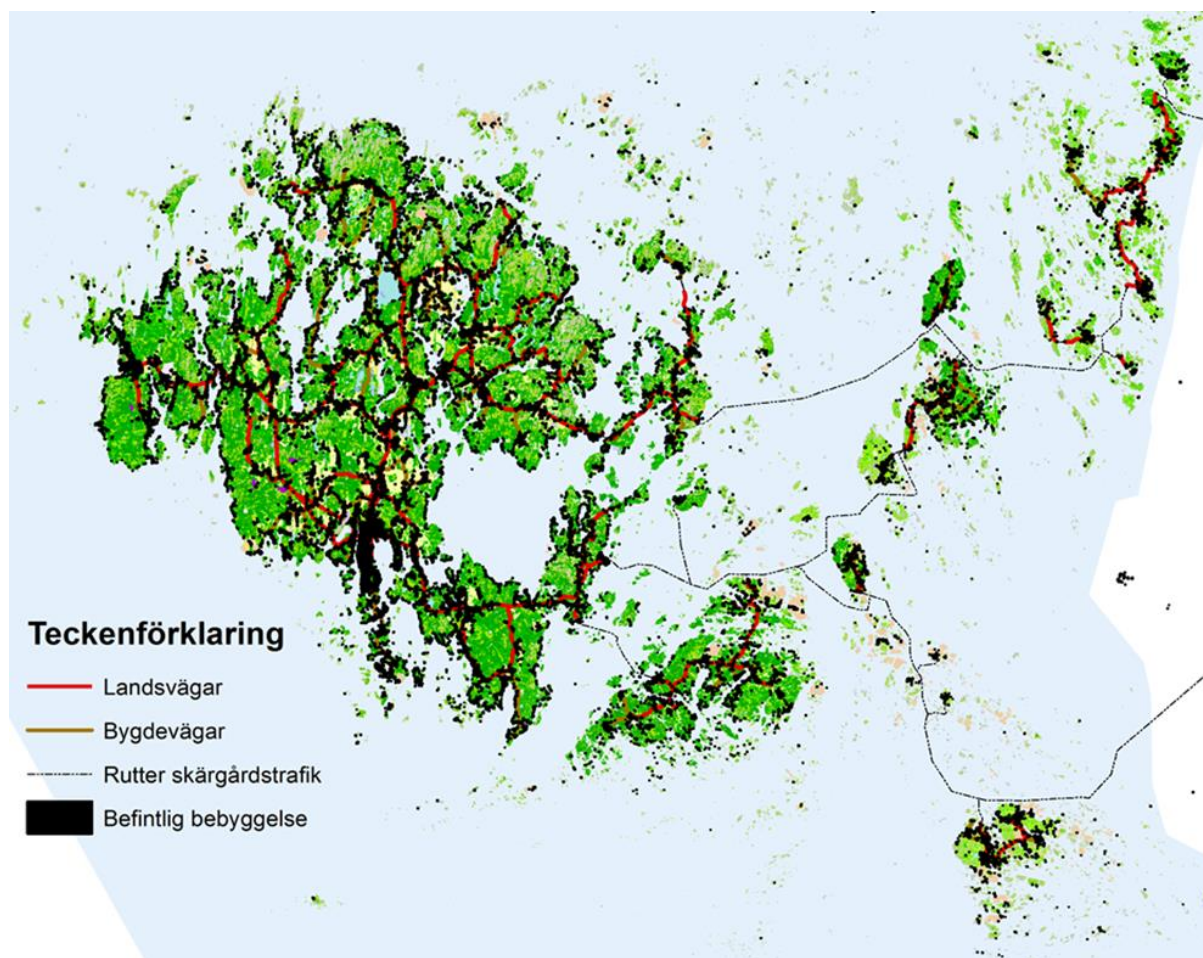 Teckenförklaring
Landsvägar
Bygdevägar
Rutter skärgårdstrafik
Befintlig bebyggelse